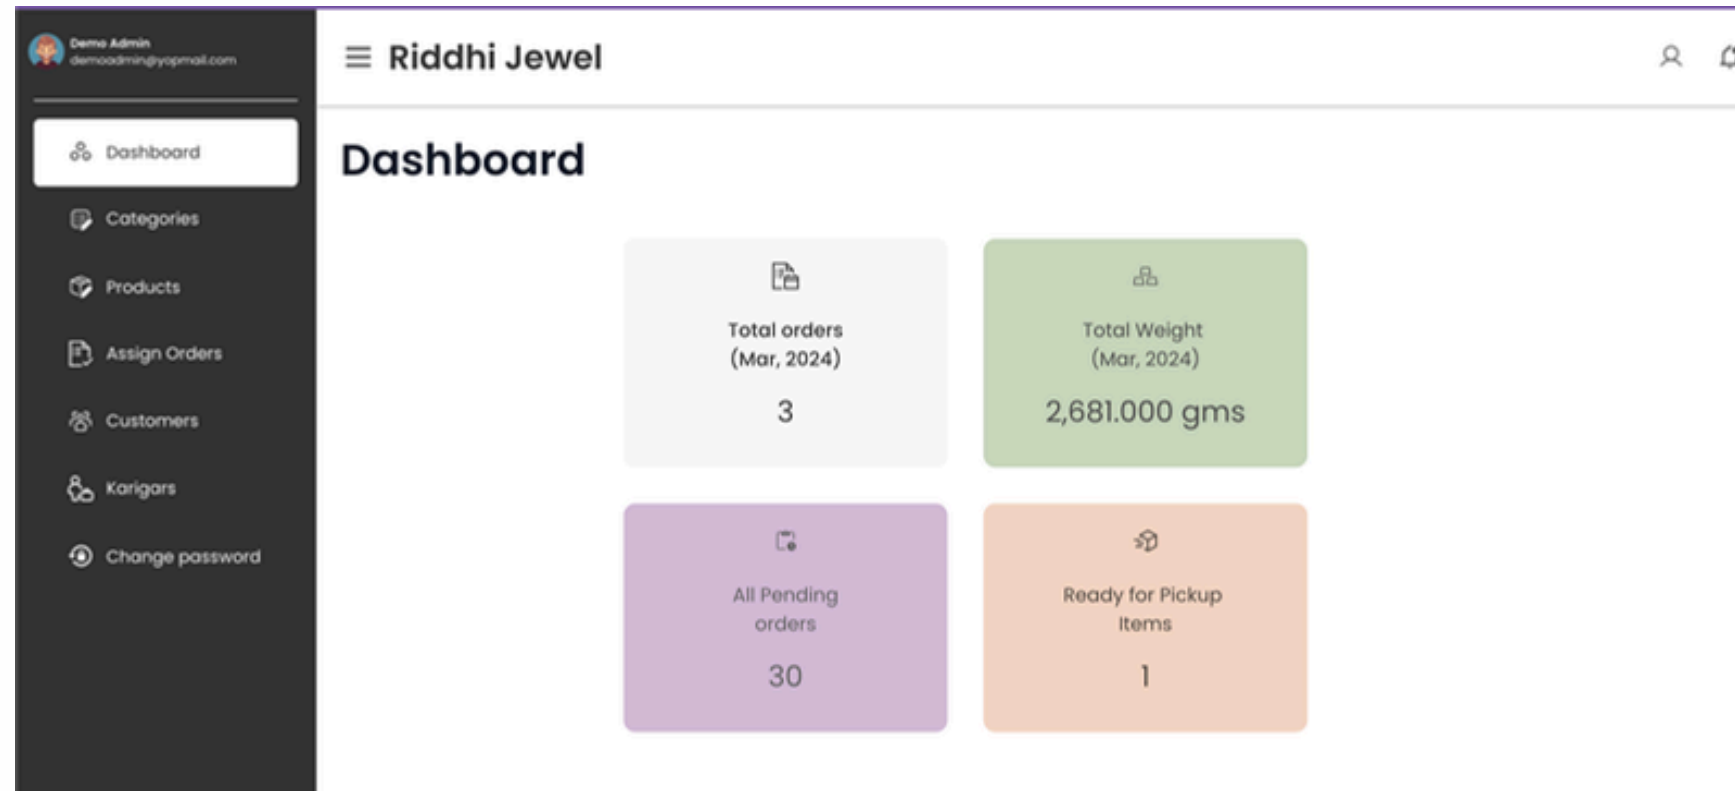 Demo Admin
demoadmin@yopmail.com
Dashboard
Categories
Products
Assign Orders
Customers
Karigars
Change password
Riddhi Jewel
Dashboard
Total orders
(Mar, 2024)
3
Total Weight
(Mar, 2024)
2,681.000 gms
All Pending
orders
30
Ready for Pickup
Items
1